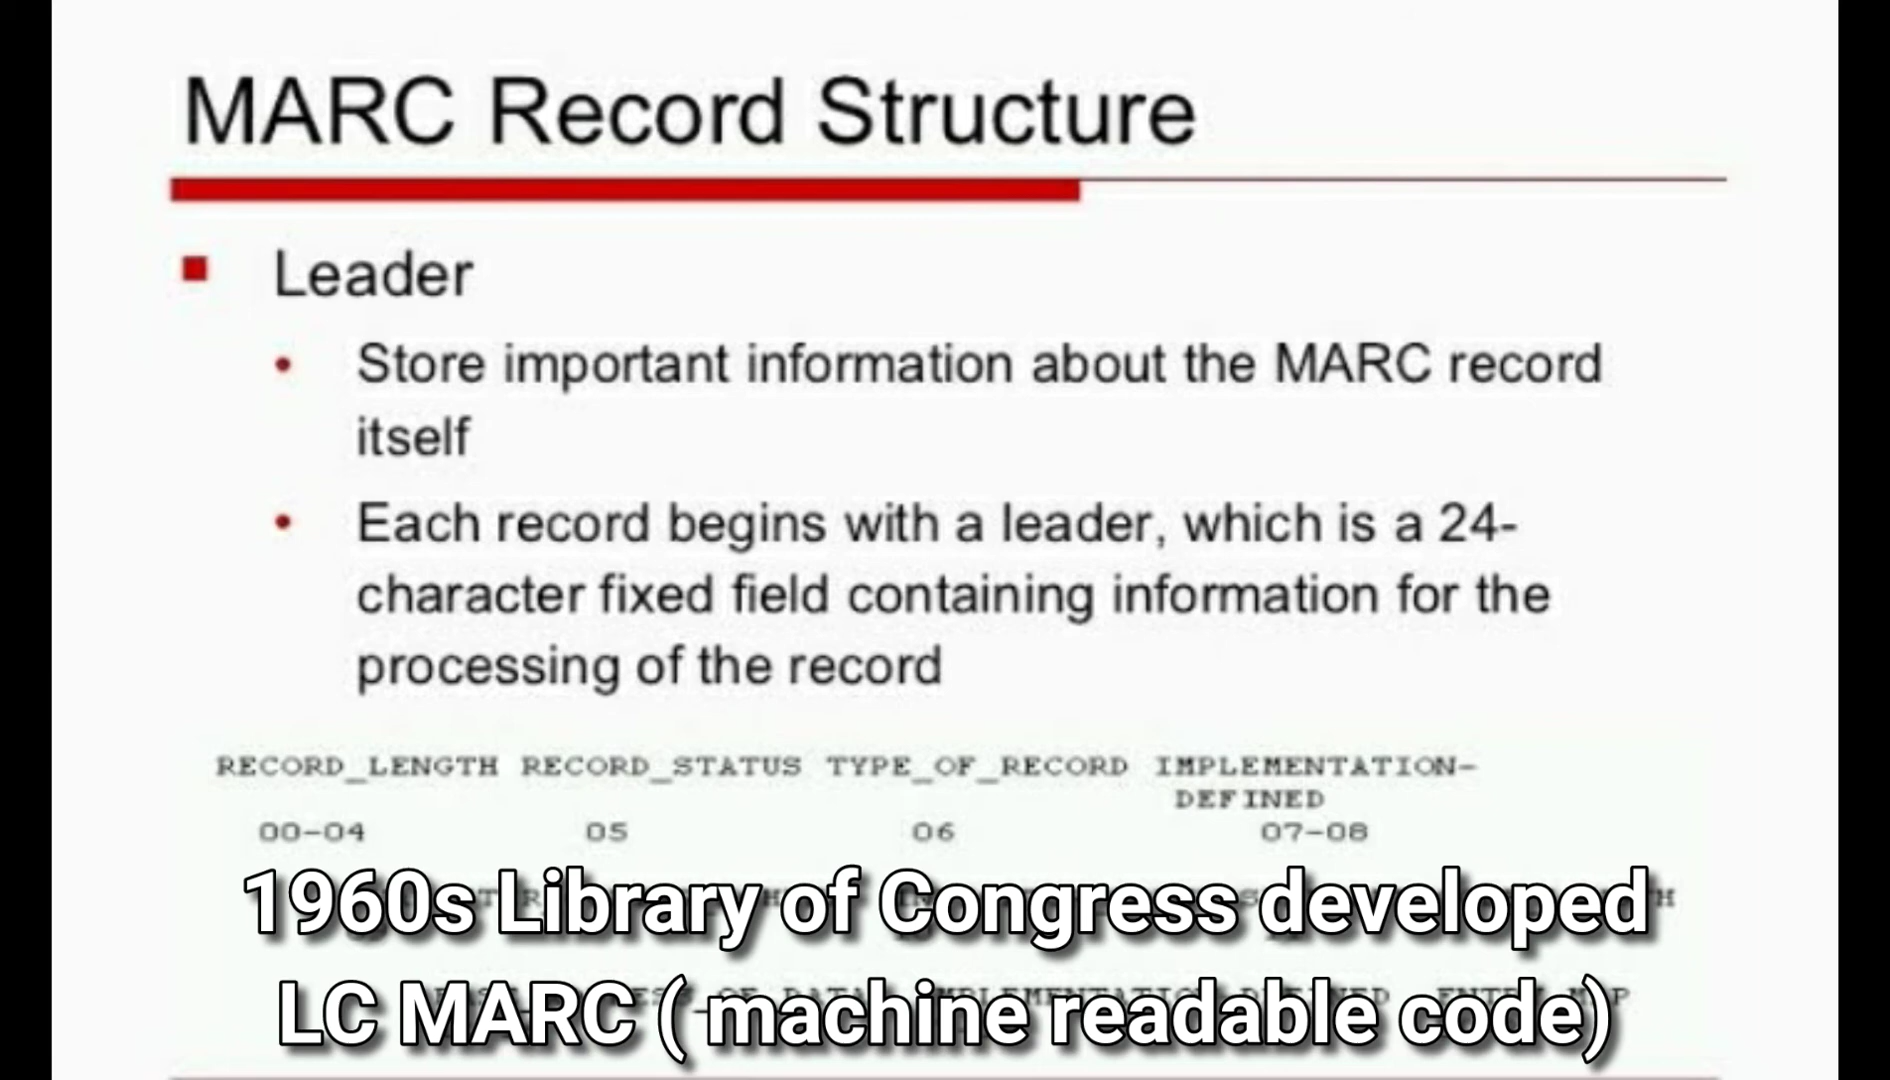 MARC Record Structure
Leader
Store important information about the MARC record
itself
Each record begins with a leader, which is a 24-
character fixed field containing information for the
processing of the record
RECORD_LENGTH RECORD_STATUS TYPE_OF_RECORD IMPLEMENTATION-
DEFINED
00-04 05 06 07-08
1960s Library of Congress developed
LC MARC ( machine readable code)